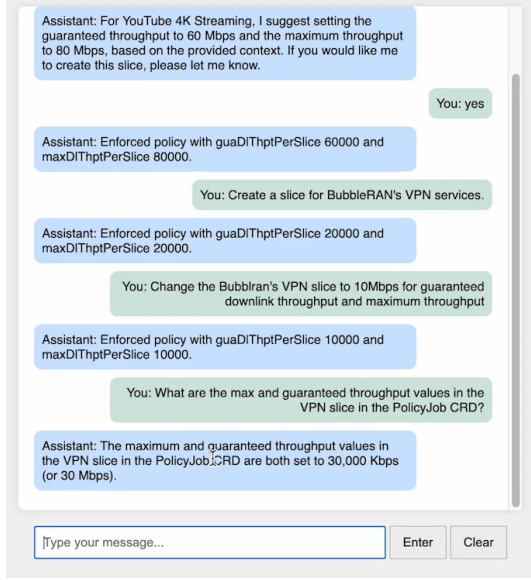 Assistant: For YouTube 4K Streaming, I suggest setting the
guaranteed throughput to 60 Mbps and the maximum throughput
to 80 Mbps, based on the provided context. If you would like me
to create this slice, please let me know.
You: yes
Assistant: Enforced policy with guaDlThptPerSlice 60000 and
maxDlThptPerSlice 80000.
You: Create a slice for BubbleRAN's VPN services.
Assistant: Enforced policy with guaDlThptPerSlice 20000 and
maxDlThptPerSlice 20000.
You: Change the Bubblran's VPN slice to 10Mbps for guaranteed
downlink throughput and maximum throughput
Assistant: Enforced policy with guaDlThptPerSlice 10000 and
maxDlThptPerSlice 10000.
You: What are the max and guaranteed throughput values in the
VPN slice in the PolicyJob CRD?
Assistant: The maximum and guaranteed throughput values in
the VPN slice in the PolicyJob CRD are both set to 30,000 Kbps
(or 30 Mbps).
Type your message... Enter Clear